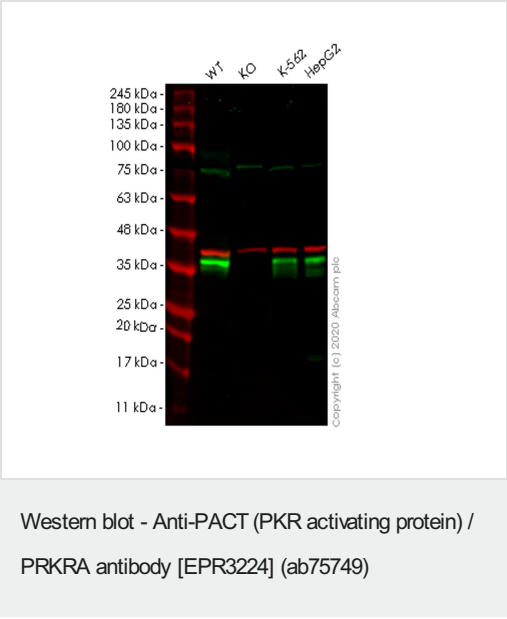 WT KO K-562 HepG2
245 kDa -
180 kDa -
135 kDa -
100 kDa -
75 kDa -
63 kDa -
48 kDa -
35 kDa -
25 kDa -
20 kDa -
17 kDa -
11 kDa -
Copyright (c) 2020 Abcam plc
Western blot - Anti-PACT (PKR activating protein) /
PRKRA antibody [EPR3224] (ab75749)